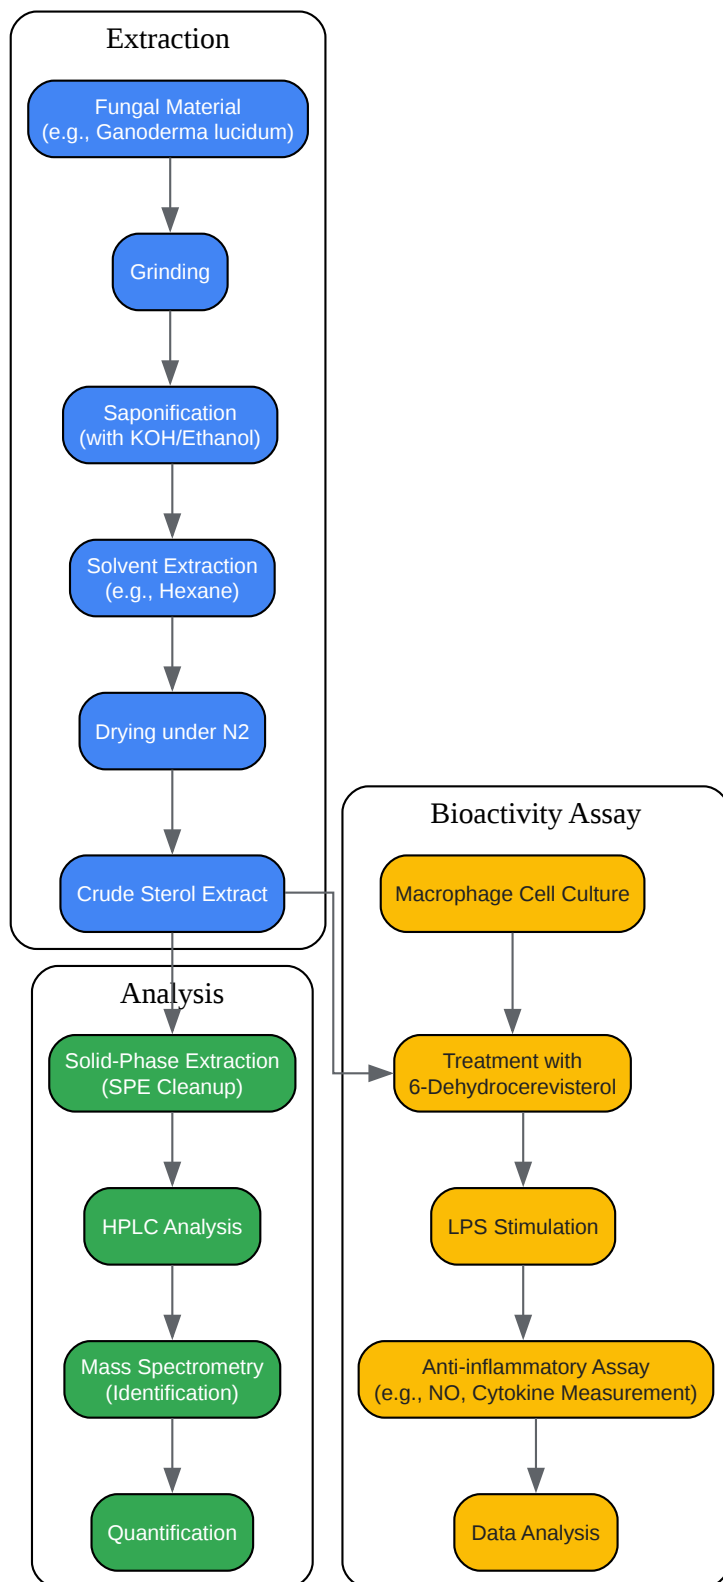 Extraction
Fungal Material
(e.g., Ganoderma lucidum)
Grinding
Saponification
(with KOH/Ethanol)
Solvent Extraction
(e.g., Hexane)
Drying under N2
Crude Sterol Extract
Analysis
Solid-Phase Extraction
(SPE Cleanup)
HPLC Analysis
Mass Spectrometry
(Identification)
Quantification
Bioactivity Assay
Macrophage Cell Culture
Treatment with
6-Dehydrocerevisterol
LPS Stimulation
Anti-inflammatory Assay
(e.g., NO, Cytokine Measurement)
Data Analysis